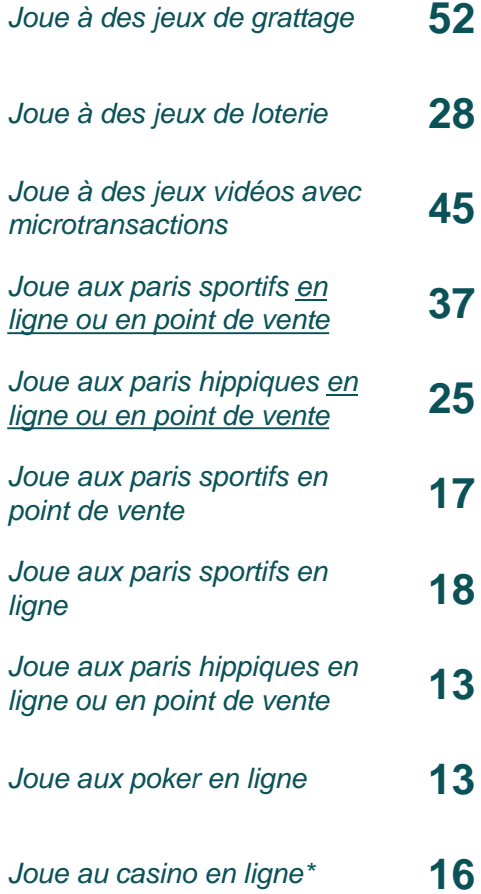 Joue à des jeux de grattage 52
Joue à des jeux de loterie 28
Joue à des jeux vidéos avec
microtransactions 45
Joue aux paris sportifs en
ligne ou en point de vente 37
Joue aux paris hippiques en
ligne ou en point de vente 25
Joue aux paris sportifs en
point de vente 17
Joue aux paris sportifs en
ligne 18
Joue aux paris hippiques en
ligne ou en point de vente 13
Joue aux poker en ligne 13
Joue au casino en ligne* 16